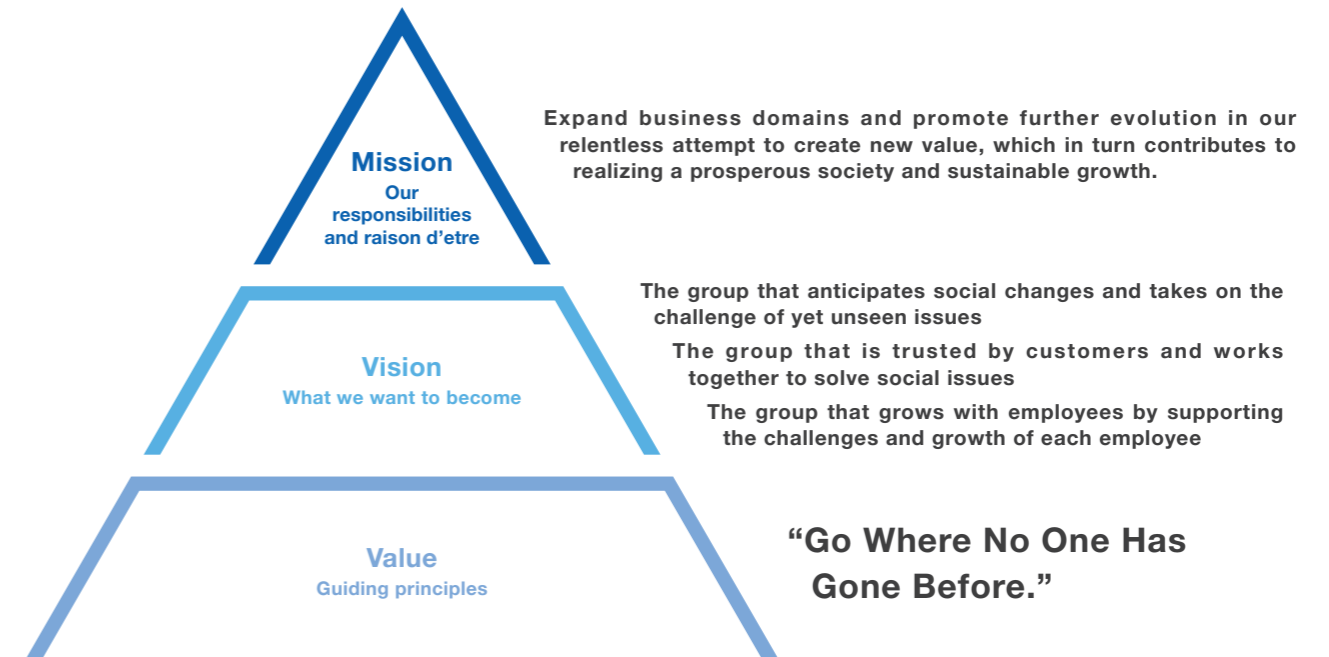 Mission
Our
responsibilities
and raison d’etre
Expand business domains and promote further evolution in our
relentless attempt to create new value, which in turn contributes to
realizing a prosperous society and sustainable growth.
Vision
What we want to become
The group that anticipates social changes and takes on the
challenge of yet unseen issues
The group that is trusted by customers and works
together to solve social issues
The group that grows with employees by supporting
the challenges and growth of each employee
Value
Guiding principles
“Go Where No One Has
Gone Before.”